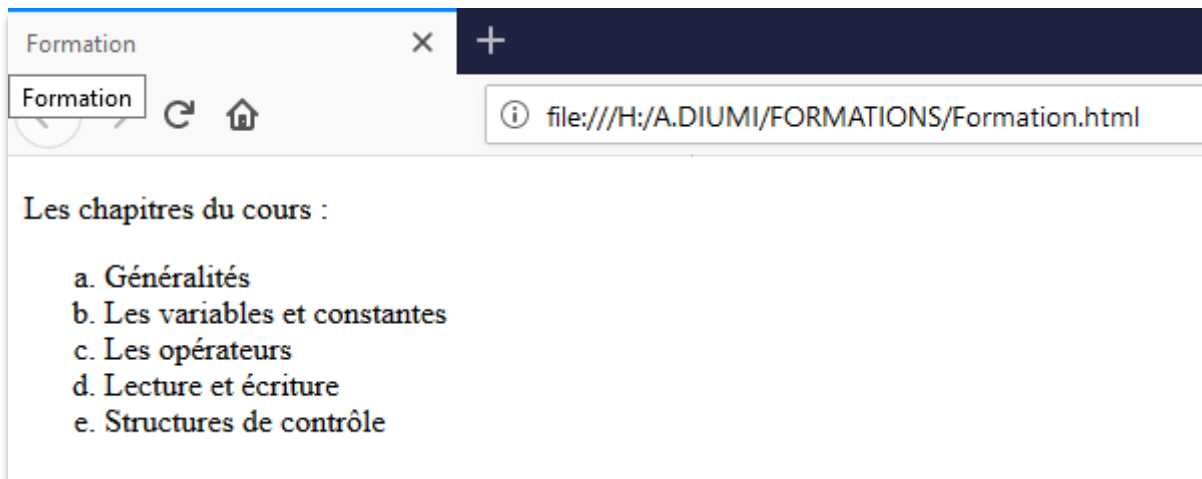 Formation
Formation
file:///H:/A.DIUMI/FORMATIONS/Formation.html
Les chapitres du cours :
a. Généralités
b. Les variables et constantes
c. Les opérateurs
d. Lecture et écriture
e. Structures de contrôle